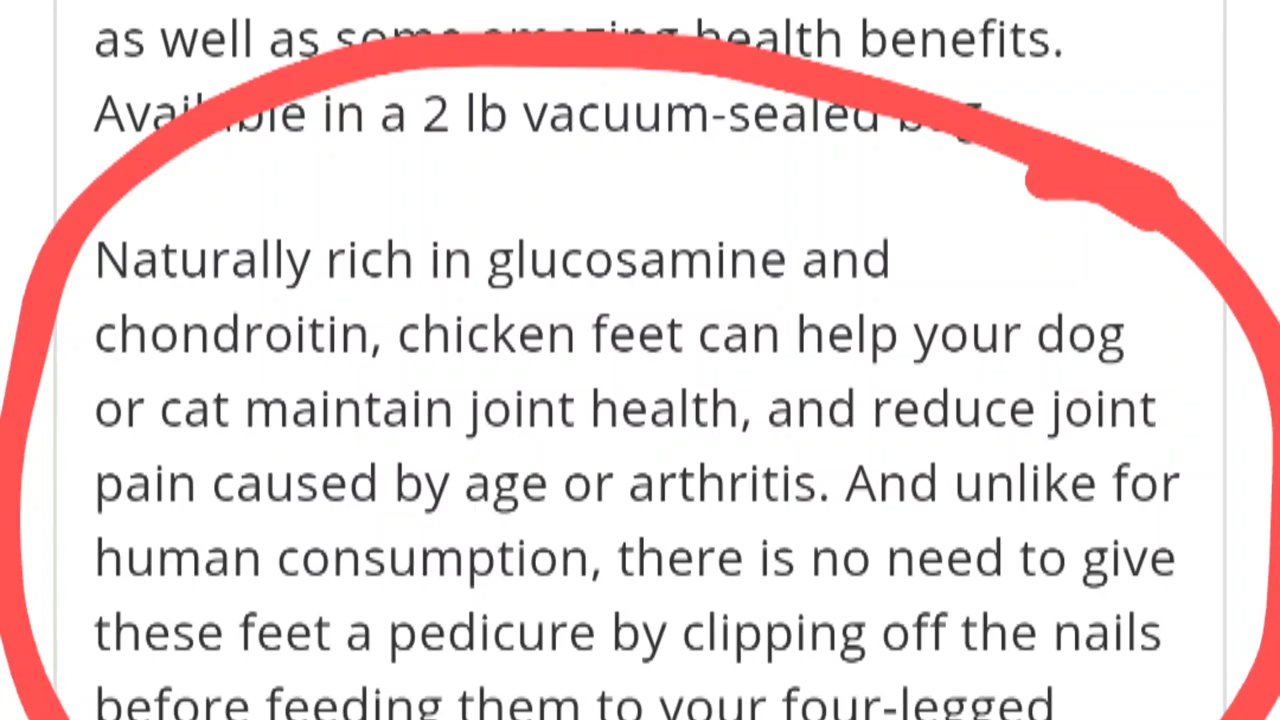 as well as some amazing health benefits.
Available in a 2 lb vacuum-sealed bag
Naturally rich in glucosamine and
chondroitin, chicken feet can help your dog
or cat maintain joint health, and reduce joint
pain caused by age or arthritis. And unlike for
human consumption, there is no need to give
these feet a pedicure by clipping off the nails
before feeding them to your four-legged